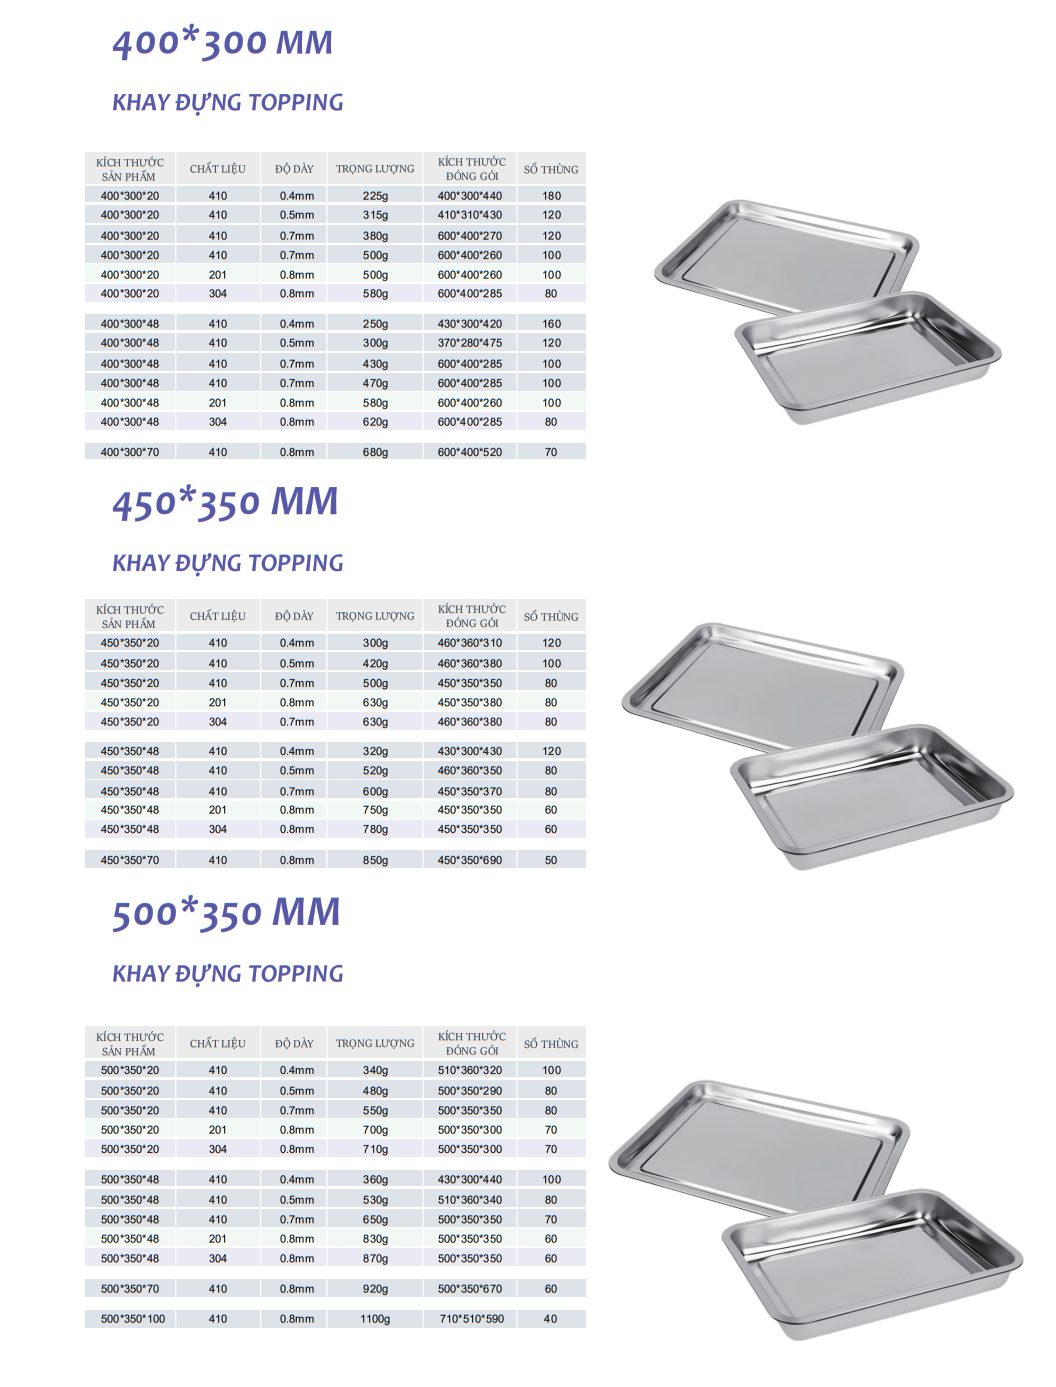 400*300 MM
KHAY ĐỰNG TOPPING
KÍCH THƯỚC SẢN PHẨM CHẤT LIỆU ĐỘ DÀY TRỌNG LƯỢNG KÍCH THƯỚC ĐÓNG GÓI SỐ THÙNG
400*300*20 410 0.4mm 225g 400*300*440 180
400*300*20 410 0.5mm 315g 410*310*430 120
400*300*20 410 0.7mm 380g 600*400*270 120
400*300*20 410 0.7mm 500g 600*400*260 100
400*300*20 201 0.8mm 500g 600*400*260 100
400*300*20 304 0.8mm 580g 600*400*285 80
400*300*48 410 0.4mm 250g 430*300*420 160
400*300*48 410 0.5mm 300g 370*280*475 120
400*300*48 410 0.7mm 430g 600*400*285 100
400*300*48 410 0.7mm 470g 600*400*285 100
400*300*48 201 0.8mm 580g 600*400*260 100
400*300*48 304 0.8mm 620g 600*400*285 80
400*300*70 410 0.8mm 680g 600*400*520 70
450*350 MM
KHAY ĐỰNG TOPPING
KÍCH THƯỚC SẢN PHẨM CHẤT LIỆU ĐỘ DÀY TRỌNG LƯỢNG KÍCH THƯỚC ĐÓNG GÓI SỐ THÙNG
450*350*20 410 0.4mm 300g 460*360*310 120
450*350*20 410 0.5mm 420g 460*360*380 100
450*350*20 410 0.7mm 500g 450*350*350 80
450*350*20 201 0.8mm 630g 450*350*380 80
450*350*20 304 0.7mm 630g 460*360*380 80
450*350*48 410 0.4mm 320g 430*300*430 120
450*350*48 410 0.5mm 520g 460*360*350 80
450*350*48 410 0.7mm 600g 450*350*370 80
450*350*48 201 0.8mm 750g 450*350*350 60
450*350*48 304 0.8mm 780g 450*350*350 60
450*350*70 410 0.8mm 850g 450*350*690 50
500*350 MM
KHAY ĐỰNG TOPPING
KÍCH THƯỚC SẢN PHẨM CHẤT LIỆU ĐỘ DÀY TRỌNG LƯỢNG KÍCH THƯỚC ĐÓNG GÓI SỐ THÙNG
500*350*20 410 0.4mm 340g 510*360*320 100
500*350*20 410 0.5mm 480g 500*350*290 80
500*350*20 410 0.7mm 550g 500*350*350 80
500*350*20 201 0.8mm 700g 500*350*300 70
500*350*20 304 0.8mm 710g 500*350*300 70
500*350*48 410 0.4mm 360g 430*300*440 100
500*350*48 410 0.5mm 530g 510*360*340 80
500*350*48 410 0.7mm 650g 500*350*350 70
500*350*48 201 0.8mm 830g 500*350*350 60
500*350*48 304 0.8mm 870g 500*350*350 60
500*350*70 410 0.8mm 920g 500*350*670 60
500*350*100 410 0.8mm 1100g 710*510*590 40